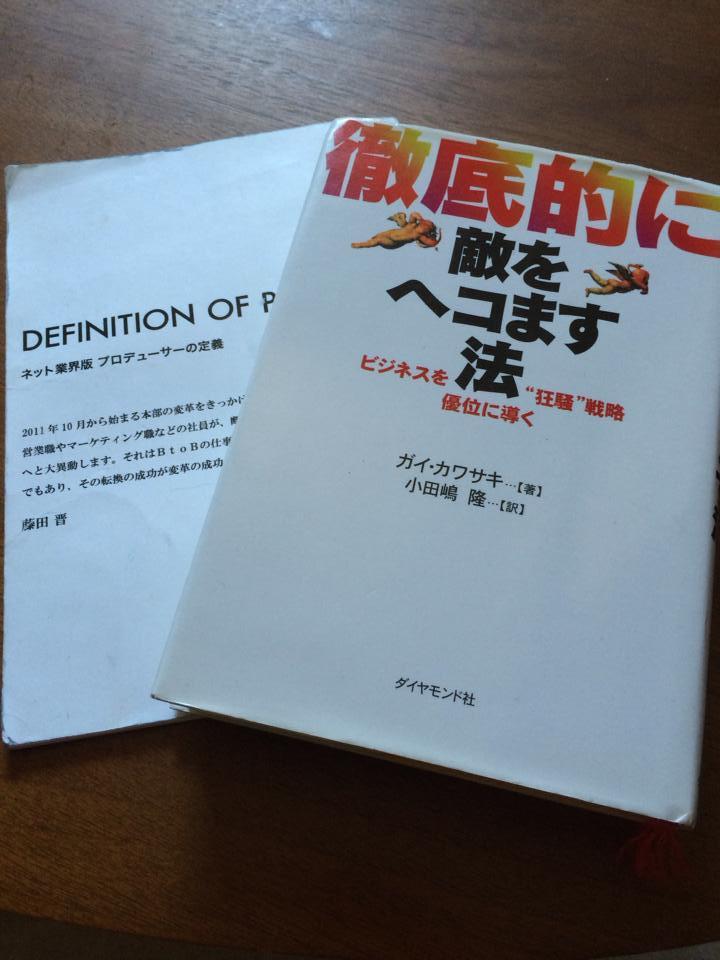 DEFINITION OF
ネット業界版 プロデューサーの定義
2011年10月から始まる本部の変革をきっかけ
営業職やマーケティング職などの社員が、
へと大異動します。それはBtoBの仕事
でもあり、その転換の成功が変革の成功
藤田 晋
徹底的に
敵を
ヘコます
法
ビジネスを
“狂騒”戦略
優位に導く
ガイ・カワサキ…【著】
小田嶋 隆…【訳】
ダイヤモンド社